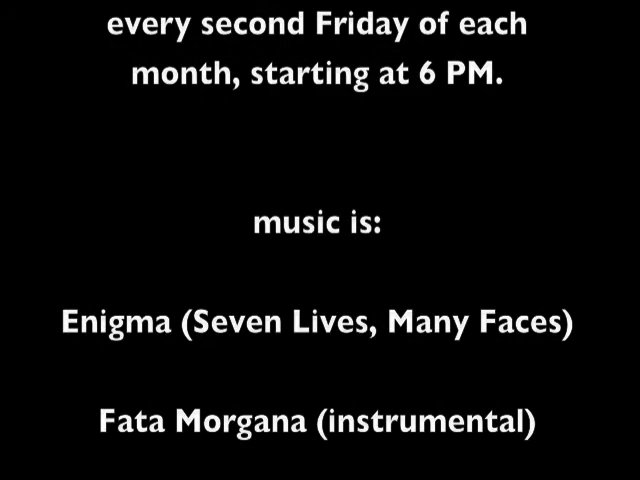 every second Friday of each
month, starting at 6 PM.
music is:
Enigma (Seven Lives, Many Faces)
Fata Morgana (instrumental)